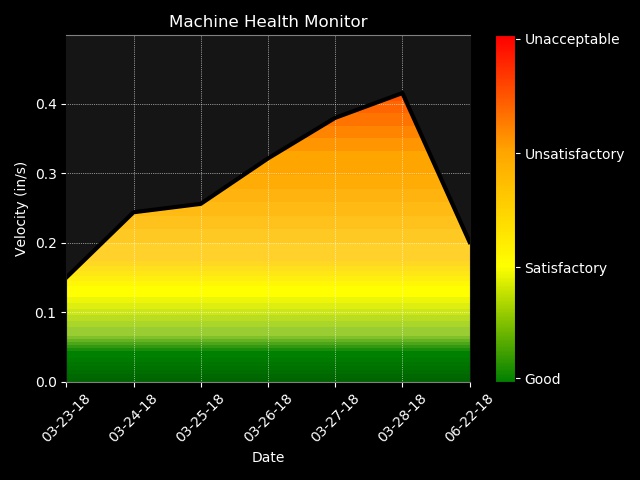 Machine Health Monitor
Unacceptable
Unsatisfactory
Satisfactory
Good
Velocity (in/s)
0.4
0.3
0.2
0.1
0.0
03-23-18
03-24-18
03-25-18
03-26-18
03-27-18
03-28-18
06-22-18
Date